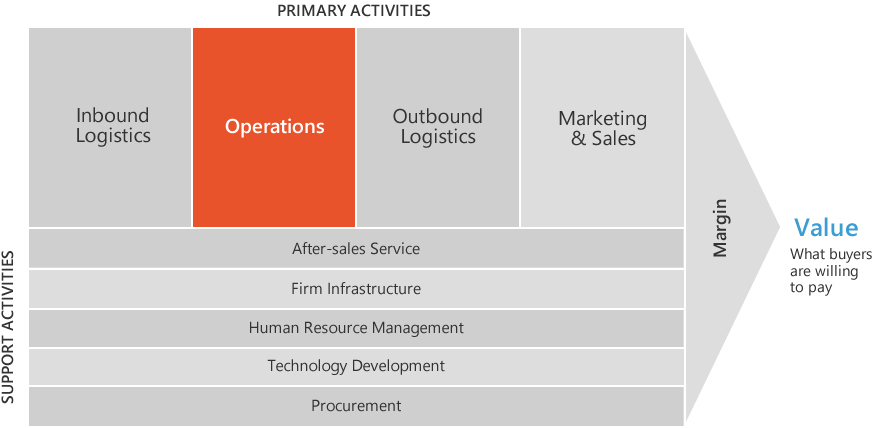 PRIMARY ACTIVITIES
Inbound
Logistics
Operations
Outbound
Logistics
Marketing
& Sales
After-sales Service
Firm Infrastructure
Human Resource Management
Technology Development
Procurement
SUPPORT ACTIVITIES
Margin
Value
What buyers
are willing
to pay